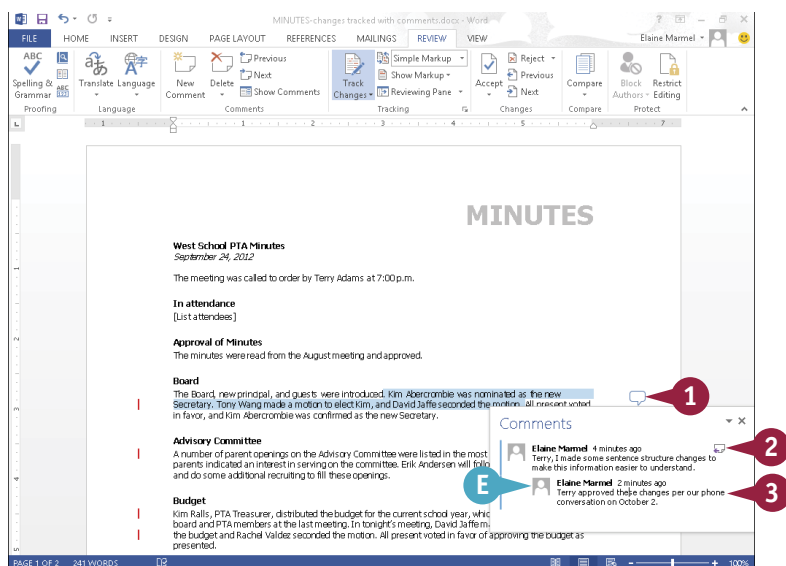 MINUTES-changes tracked with comments.docx - Word
FILE HOME INSERT DESIGN PAGE LAYOUT REFERENCES MAILINGS REVIEW VIEW Elaine Marmel
ABC
Spelling & Grammar
ABC
123
Translate Language
New Comment
Delete
Previous
Next
Show Comments
Track Changes
Simple Markup
Show Markup
Reviewing Pane
Accept
Reject
Previous
Next
Compare
Block Authors
Restrict Editing
Proofing Language Comments Tracking Changes Compare Protect
1 1 2 3 4 5 7
MINUTES
West School PTA Minutes
September 24, 2012
The meeting was called to order by Terry Adams at 7:00 p.m.
In attendance
[List attendees]
Approval of Minutes
The minutes were read from the August meeting and approved.
Board
The Board, new principal, and guests were introduced. Kim Abercrombie was nominated as the new
Secretary. Tony Wang made a motion to elect Kim, and David Jaffe seconded the motion. All present voted
in favor, and Kim Abercrombie was confirmed as the new Secretary.
1
Comments
Elaine Marmel 4 minutes ago
Terry, I made some sentence structure changes to
make this information easier to understand.
2
E
Elaine Marmel 2 minutes ago
Terry approved these changes per our phone
conversation on October 2.
3
Advisory Committee
A number of parent openings on the Advisory Committee were listed in the most
parents indicated an interest in serving on the committee. Erik Andersen will follo
and do some additional recruiting to fill these openings.
Budget
Kim Ralls, PTA Treasurer, distributed the budget for the current school year, whic
board and PTA members at the last meeting. In tonight's meeting, David Jaffe m
the budget and Rachel Valdez seconded the motion. All present voted in favor of approving the budget as
presented.
PAGE 1 OF 2 241 WORDS 100%